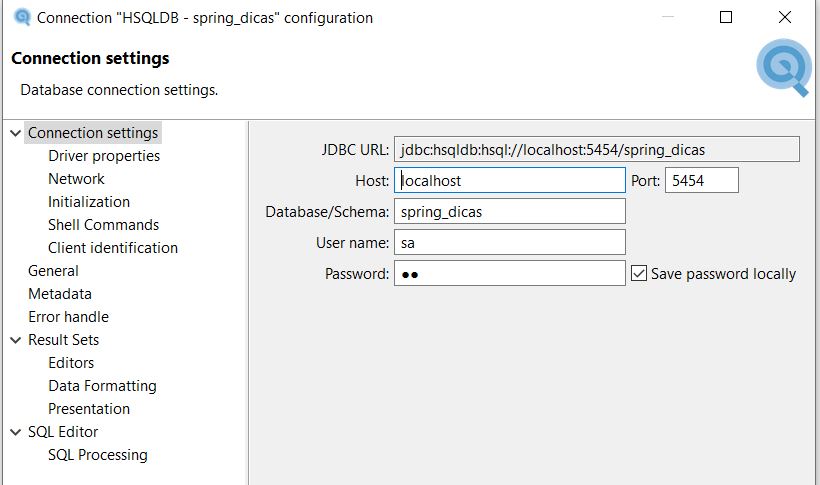 Connection "HSQLDB - spring_dicas" configuration
Connection settings
Database connection settings.
Connection settings
Driver properties
Network
Initialization
Shell Commands
Client identification
General
Metadata
Error handle
Result Sets
Editors
Data Formatting
Presentation
SQL Editor
SQL Processing
JDBC URL: jdbc:hsqldb:hsql://localhost:5454/spring_dicas
Host: localhost Port: 5454
Database/Schema: spring_dicas
User name: sa
Password: ●●  Save password locally